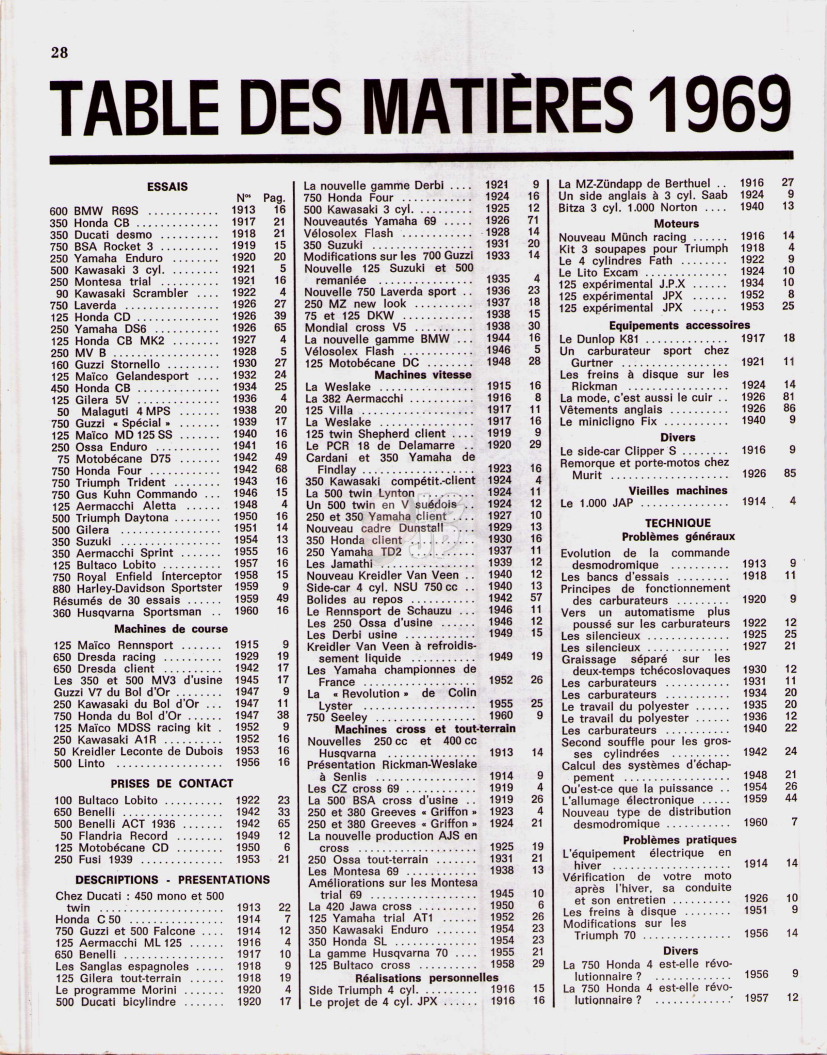 28
TABLE DES MATIÈRES 1969
ESSAIS
Nos Pag.
600 BMW R69S ............ 1913 16
350 Honda CB ............. 1917 21
350 Ducati desmo .......... 1918 21
750 BSA Rocket 3 .......... 1919 15
250 Yamaha Enduro ........ 1920 20
500 Kawasaki 3 cyl. ........ 1921 5
250 Montesa trial .......... 1921 16
90 Kawasaki Scrambler .... 1922 4
750 Laverda ................ 1926 27
125 Honda CD .............. 1926 39
250 Yamaha DS6 ........... 1926 65
125 Honda CB MK2 ........ 1927 4
250 MV B .................. 1928 5
160 Guzzi Stornello ......... 1930 27
125 Maïco Gelandesport .... 1932 24
450 Honda CB .............. 1934 25
125 Gilera 5V .............. 1936 4
50 Malaguti 4 MPS ....... 1938 20
750 Guzzi « Spécial » ....... 1939 17
125 Maïco MD 125 SS ....... 1940 16
250 Ossa Enduro ........... 1941 16
75 Motobécane D75 ....... 1942 49
750 Honda Four ............ 1942 68
750 Triumph Trident ........ 1943 16
750 Gus Kuhn Commando ... 1946 15
125 Aermacchi Aletta ...... 1948 4
500 Triumph Daytona ....... 1950 16
500 Gilera ................. 1951 14
350 Suzuki ................. 1954 13
350 Aermacchi Sprint ....... 1955 16
125 Bultaco Lobito ......... 1957 16
750 Royal Enfield Interceptor 1958 15
880 Harley-Davidson Sportster 1959 9
Résumés de 30 essais ...... 1959 49
360 Husqvarna Sportsman .. 1960 16
Machines de course
125 Maïco Rennsport ....... 1915 9
650 Dresda racing .......... 1929 19
650 Dresda client .......... 1942 17
Les 350 et 500 MV3 d'usine 1945 17
Guzzi V7 du Bol d'Or ........ 1947 9
250 Kawasaki du Bol d'Or ... 1947 11
750 Honda du Bol d'Or ...... 1947 38
125 Maïco MDSS racing kit . 1952 9
250 Kawasaki A1R .......... 1952 16
50 Kreidler Leconte de Dubois 1953 16
500 Linto .................. 1956 16
PRISES DE CONTACT
100 Bultaco Lobito .......... 1922 23
650 Benelli ................. 1942 33
500 Benelli ACT 1936 ....... 1942 65
50 Flandria Record ........ 1949 12
125 Motobécane CD ........ 1950 6
250 Fusi 1939 .............. 1953 21
DESCRIPTIONS - PRESENTATIONS
Chez Ducati : 450 mono et 500
twin ..................... 1913 22
Honda C 50 ................ 1914 7
750 Guzzi et 500 Falcone .... 1914 12
125 Aermacchi ML 125 ...... 1916 4
650 Benelli ................. 1917 10
Les Sanglas espagnoles ..... 1918 9
125 Gilera tout-terrain ...... 1918 19
Le programme Morini ....... 1920 4
500 Ducati bicylindre ....... 1920 17
La nouvelle gamme Derbi .... 1921 9
750 Honda Four ............. 1924 16
500 Kawasaki 3 cyl. ........ 1925 12
Nouveautés Yamaha 69 ..... 1926 71
Vélosolex Flash ............ 1928 14
350 Suzuki ................. 1931 20
Modifications sur les 700 Guzzi 1933 14
Nouvelle 125 Suzuki et 500
remaniée ................ 1935 4
Nouvelle 750 Laverda sport .. 1936 23
250 MZ new look ........... 1937 18
75 et 125 DKW ............. 1938 15
Mondial cross V5 ........... 1938 30
La nouvelle gamme BMW ... 1944 16
Vélosolex Flash ............ 1946 5
125 Motobécane DC ........ 1948 28
Machines vitesse
La Weslake ................ 1915 16
La 382 Aermacchi .......... 1916 8
125 Villa ................... 1917 11
La Weslake ................ 1917 16
125 twin Shepherd client .... 1919 9
Le PCR 18 de Delamarre .. 1920 29
Cardani et 350 Yamaha de
Findlay .................. 1923 16
350 Kawasaki compétit.-client 1924 4
La 500 twin Lynton ......... 1924 11
Un 500 twin en V suédois .. 1924 12
250 et 350 Yamaha client ... 1927 10
Nouveau cadre Dunstall .... 1929 13
350 Honda client ........... 1930 16
250 Yamaha TD2 ........... 1937 11
Les Jamathi ................ 1939 12
Nouveau Kreidler Van Veen .. 1940 12
Side-car 4 cyl. NSU 750 cc .. 1940 13
Bolides au repos ........... 1942 57
Le Rennsport de Schauzu ... 1946 11
Les 250 Ossa d'usine ...... 1946 12
Les Derbi usine ............ 1949 15
Kreidler Van Veen à refroidis-
sement liquide ............ 1949 19
Les Yamaha championnes de
France ................... 1952 26
La « Revolution » de Colin
Lyster ................... 1955 25
750 Seeley ................. 1960 9
Machines cross et tout-terrain
Nouvelles 250 cc et 400 cc
Husqvarna ............... 1913 14
Présentation Rickman-Weslake
à Senlis ................. 1914 9
Les CZ cross 69 ............ 1919 4
La 500 BSA cross d'usine .. 1919 26
250 et 380 Greeves « Griffon » 1923 4
250 et 380 Greeves « Griffon » 1924 21
La nouvelle production AJS en
cross .................... 1925 19
250 Ossa tout-terrain ....... 1931 21
Les Montesa 69 ............ 1938 13
Améliorations sur les Montesa
trial 69 .................. 1945 10
La 420 Jawa cross ......... 1950 6
125 Yamaha trial AT1 ...... 1952 26
350 Kawasaki Enduro ....... 1954 23
350 Honda SL .............. 1954 23
La gamme Husqvarna 70 .... 1955 21
125 Bultaco cross .......... 1958 29
Réalisations personnelles
Side Triumph 4 cyl. ......... 1916 15
Le projet de 4 cyl. JPX ...... 1916 16
La MZ-Zündapp de Berthuel .. 1916 27
Un side anglais à 3 cyl. Saab 1924 9
Bitza 3 cyl. 1.000 Norton .... 1940 13
Moteurs
Nouveau Münch racing ...... 1916 14
Kit 3 soupapes pour Triumph 1918 4
Le 4 cylindres Fath ......... 1922 9
Le Lito Excam .............. 1924 10
125 expérimental J.P.X ...... 1934 10
125 expérimental JPX ...... 1952 8
125 expérimental JPX ...... 1953 25
Equipements accessoires
Le Dunlop K81 .............. 1917 18
Un carburateur sport chez
Gurtner .................. 1921 11
Les freins à disque sur les
Rickman ................. 1924 14
La mode, c'est aussi le cuir .. 1926 81
Vêtements anglais .......... 1926 86
Le minicligno Fix ........... 1940 9
Divers
Le side-car Clipper S ........ 1916 9
Remorque et porte-motos chez
Murit .................... 1926 85
Vieilles machines
Le 1.000 JAP ............... 1914 4
TECHNIQUE
Problèmes généraux
Evolution de la commande
desmodromique .......... 1913 9
Les bancs d'essais ......... 1918 11
Principes de fonctionnement
des carburateurs ......... 1920 9
Vers un automatisme plus
poussé sur les carburateurs 1922 12
Les silencieux .............. 1925 25
Les silencieux .............. 1927 21
Graissage séparé sur les
deux-temps tchécoslovaques 1930 12
Les carburateurs ........... 1931 11
Les carburateurs ........... 1934 20
Le travail du polyester ...... 1935 20
Le travail du polyester ...... 1936 12
Les carburateurs ........... 1940 22
Second souffle pour les gros-
ses cylindrées ........... 1942 24
Calcul des systèmes d'échap-
pement .................. 1948 21
Qu'est-ce que la puissance .. 1954 26
L'allumage électronique ..... 1959 44
Nouveau type de distribution
desmodromique ........... 1960 7
Problèmes pratiques
L'équipement électrique en
hiver .................... 1914 14
Vérification de votre moto
après l'hiver, sa conduite
et son entretien .......... 1926 10
Les freins à disque ......... 1951 9
Modifications sur les
Triumph 70 .............. 1956 14
Divers
La 750 Honda 4 est-elle révo-
lutionnaire ? .............. 1956 9
La 750 Honda 4 est-elle révo-
lutionnaire ? .............. 1957 12